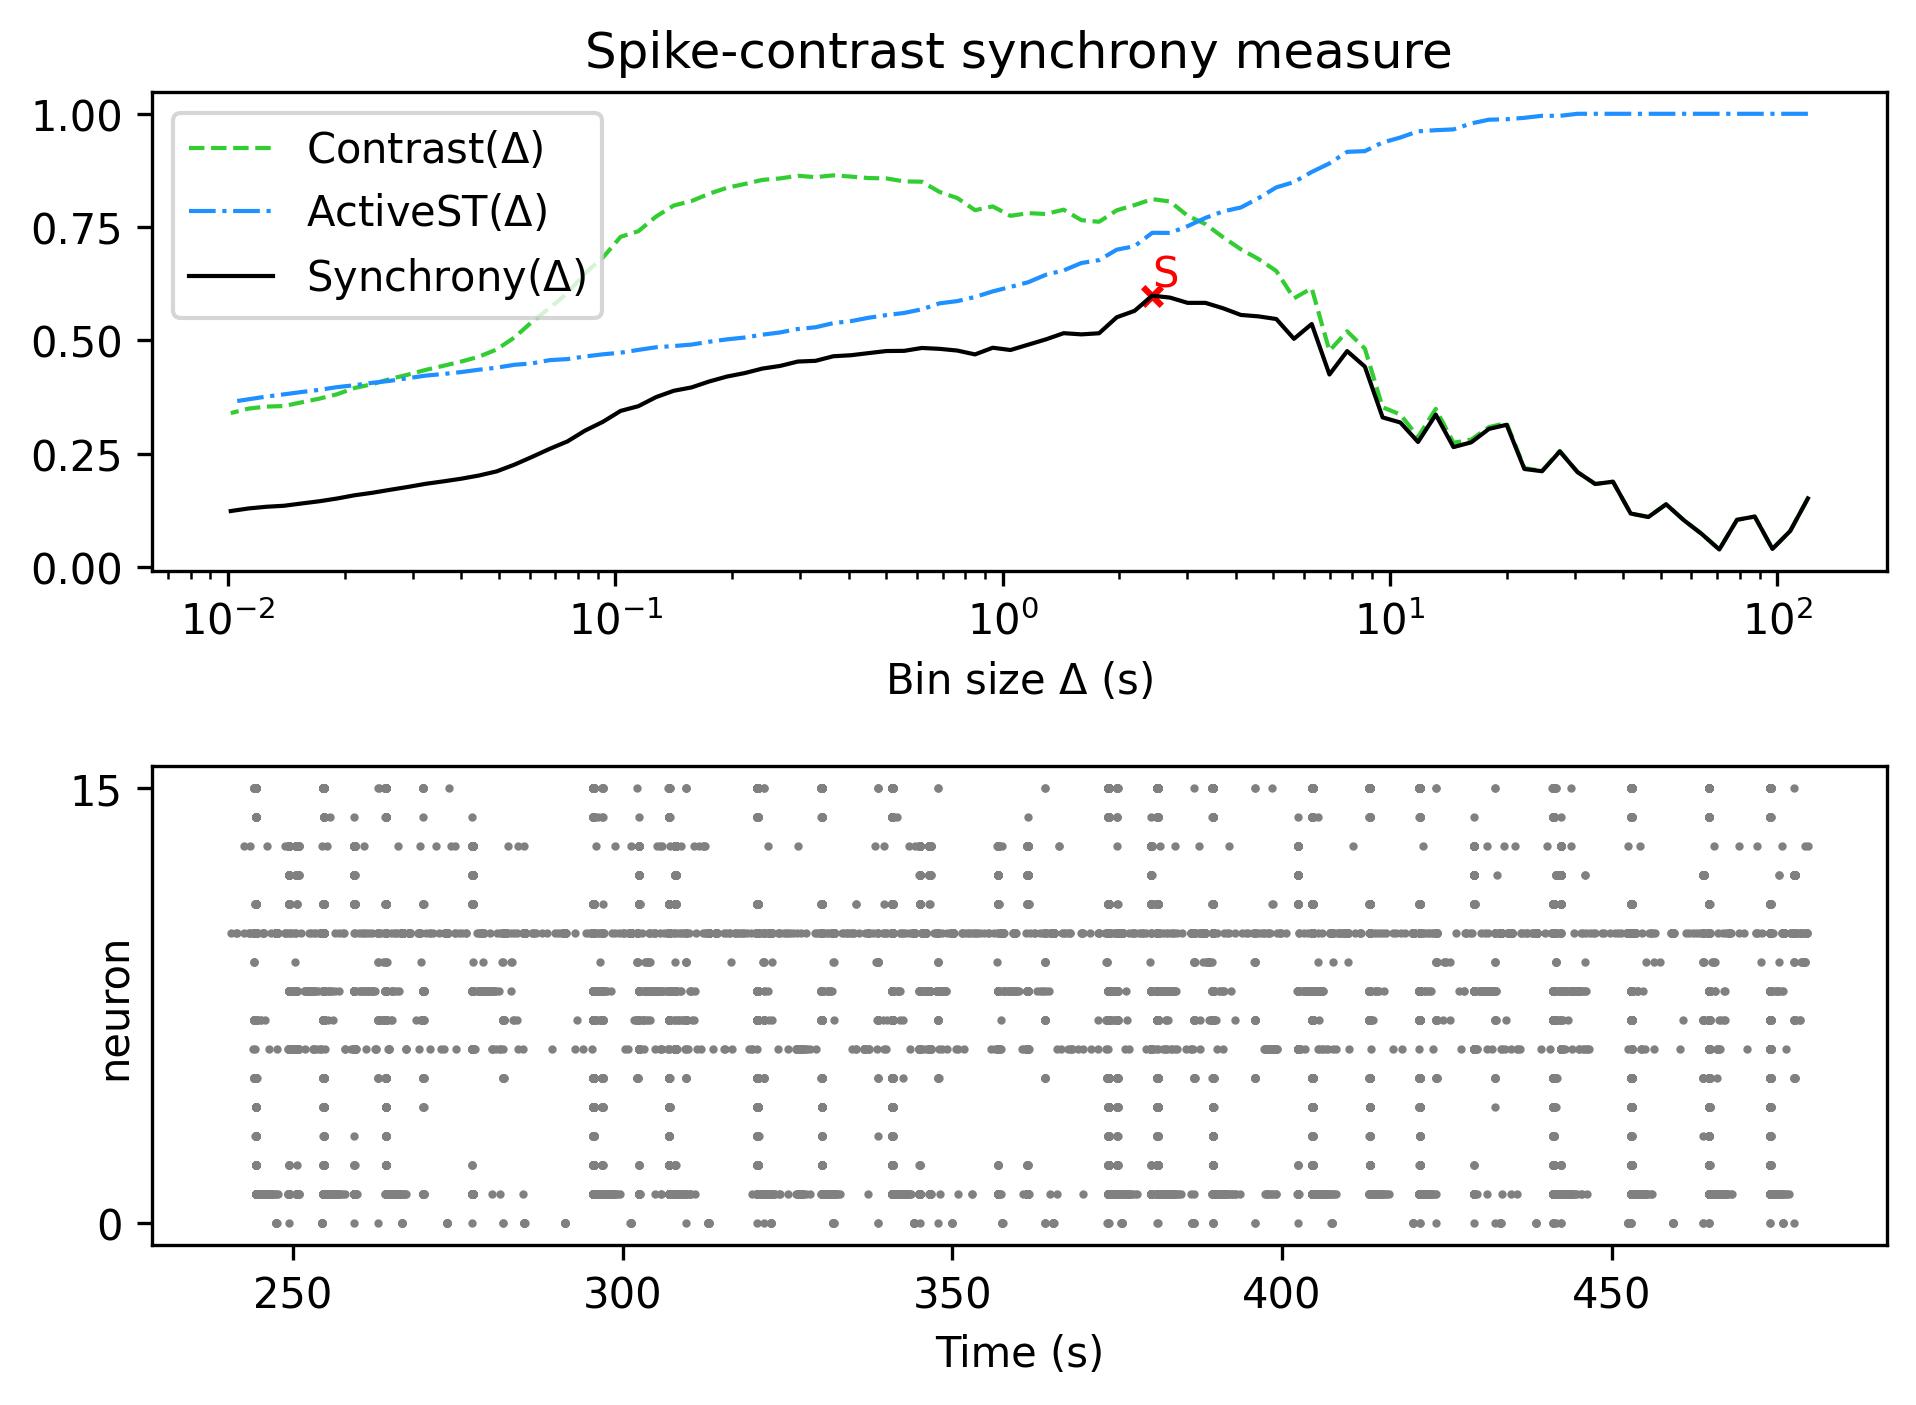 Spike-contrast synchrony measure
1.00
0.75
0.50
0.25
0.00
Contrast(Δ)
ActiveST(Δ)
Synchrony(Δ)
S
10⁻² 10⁻¹ 10⁰ 10¹ 10²
Bin size Δ (s)
15
0
neuron
250 300 350 400 450
Time (s)